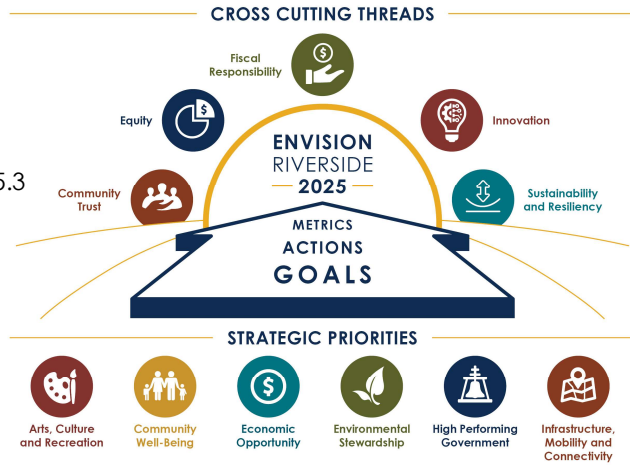 CROSS CUTTING THREADS
Fiscal
Responsibility
$
Equity
$
Innovation
5.3
Community
Trust
Sustainability
and Resiliency
ENVISION
RIVERSIDE
2025
METRICS
ACTIONS
GOALS
STRATEGIC PRIORITIES
$
Arts, Culture
and Recreation
Community
Well-Being
Economic
Opportunity
Environmental
Stewardship
High Performing
Government
Infrastructure,
Mobility and
Connectivity